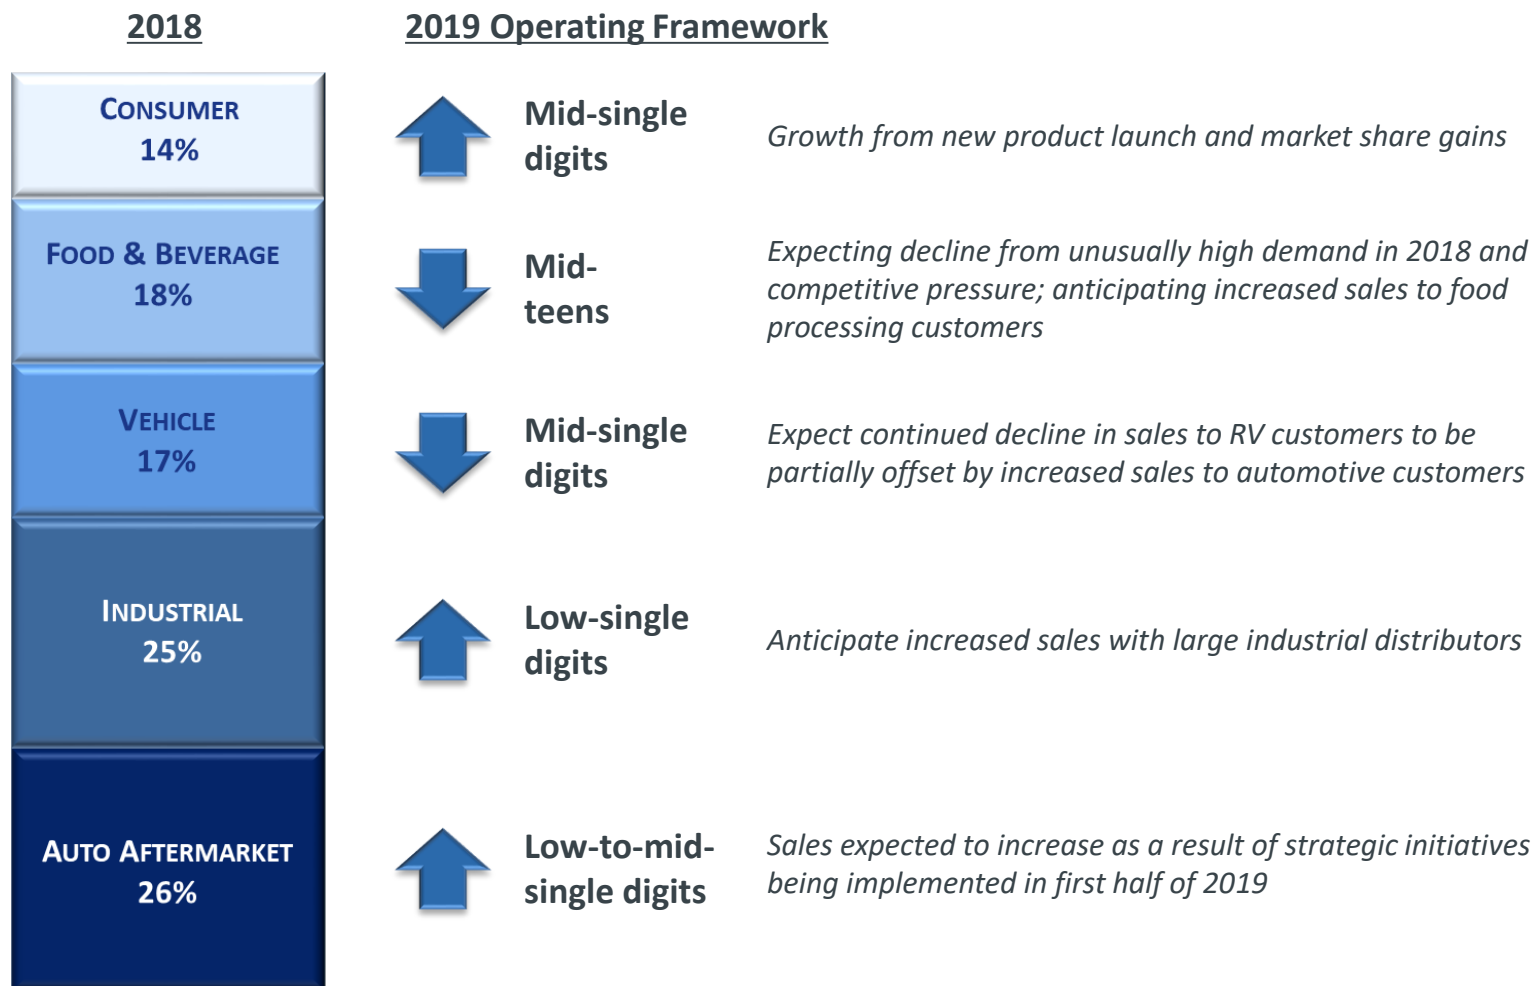 2018
2019 Operating Framework
CONSUMER
14%
Mid-single
digits
Growth from new product launch and market share gains
FOOD & BEVERAGE
18%
Mid-
teens
Expecting decline from unusually high demand in 2018 and
competitive pressure; anticipating increased sales to food
processing customers
VEHICLE
17%
Mid-single
digits
Expect continued decline in sales to RV customers to be
partially offset by increased sales to automotive customers
INDUSTRIAL
25%
Low-single
digits
Anticipate increased sales with large industrial distributors
AUTO AFTERMARKET
26%
Low-to-mid-
single digits
Sales expected to increase as a result of strategic initiatives
being implemented in first half of 2019